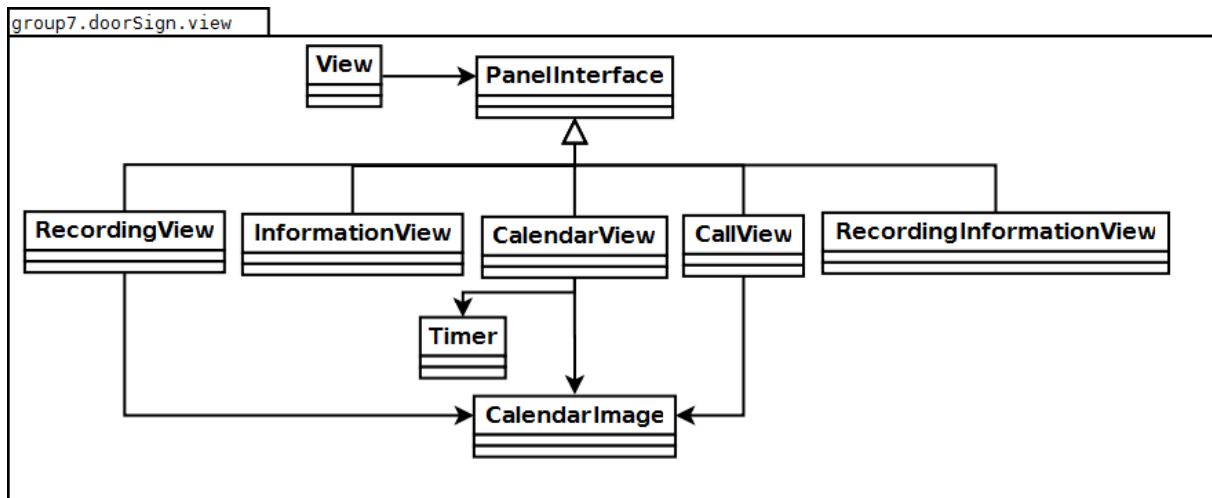 group7.doorSign.view
View
PanelInterface
RecordingView
InformationView
CalendarView
CallView
RecordingInformationView
Timer
CalendarImage